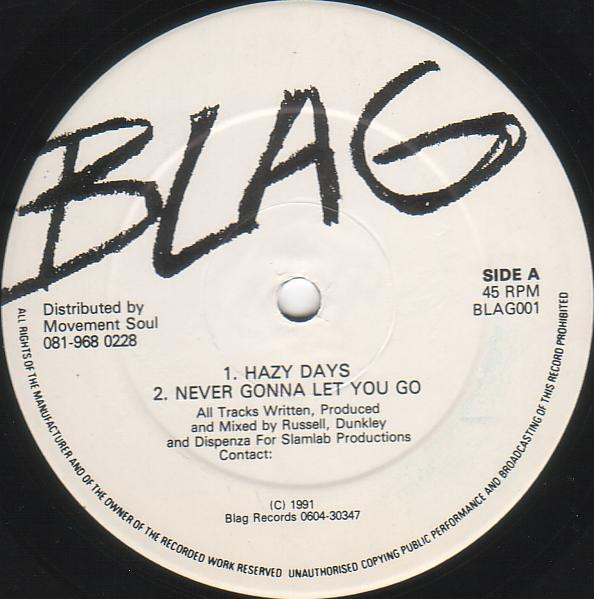 BLAG
SIDE A
45 RPM
BLAG001
Distributed by
Movement Soul
081-968 0228
1. HAZY DAYS
2. NEVER GONNA LET YOU GO
All Tracks Written, Produced
and Mixed by Russell, Dunkley
and Dispenza For Slamlab Productions
Contact:
(C) 1991
Blag Records 0604-30347
ALL RIGHTS OF THE MANUFACTURER AND OF THE OWNER OF THE RECORDED WORK RESERVED UNAUTHORISED COPYING PUBLIC PERFORMANCE AND BROADCASTING OF THIS RECORD PROHIBITED